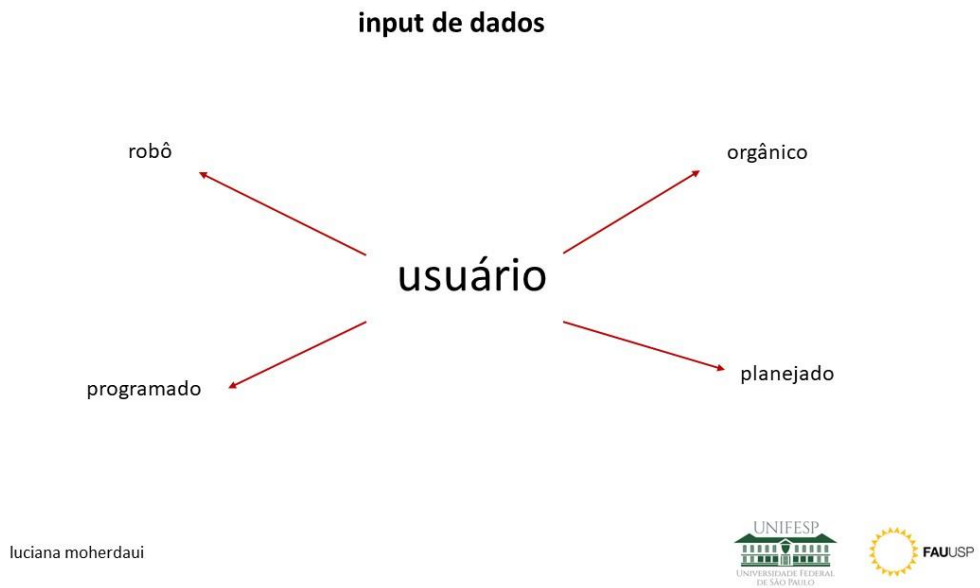 input de dados
robô
orgânico
usuário
programado
planejado
luciana moherdaui
UNIFESP
UNIVERSIDADE FEDERAL
DE SÃO PAULO
FAUUSP